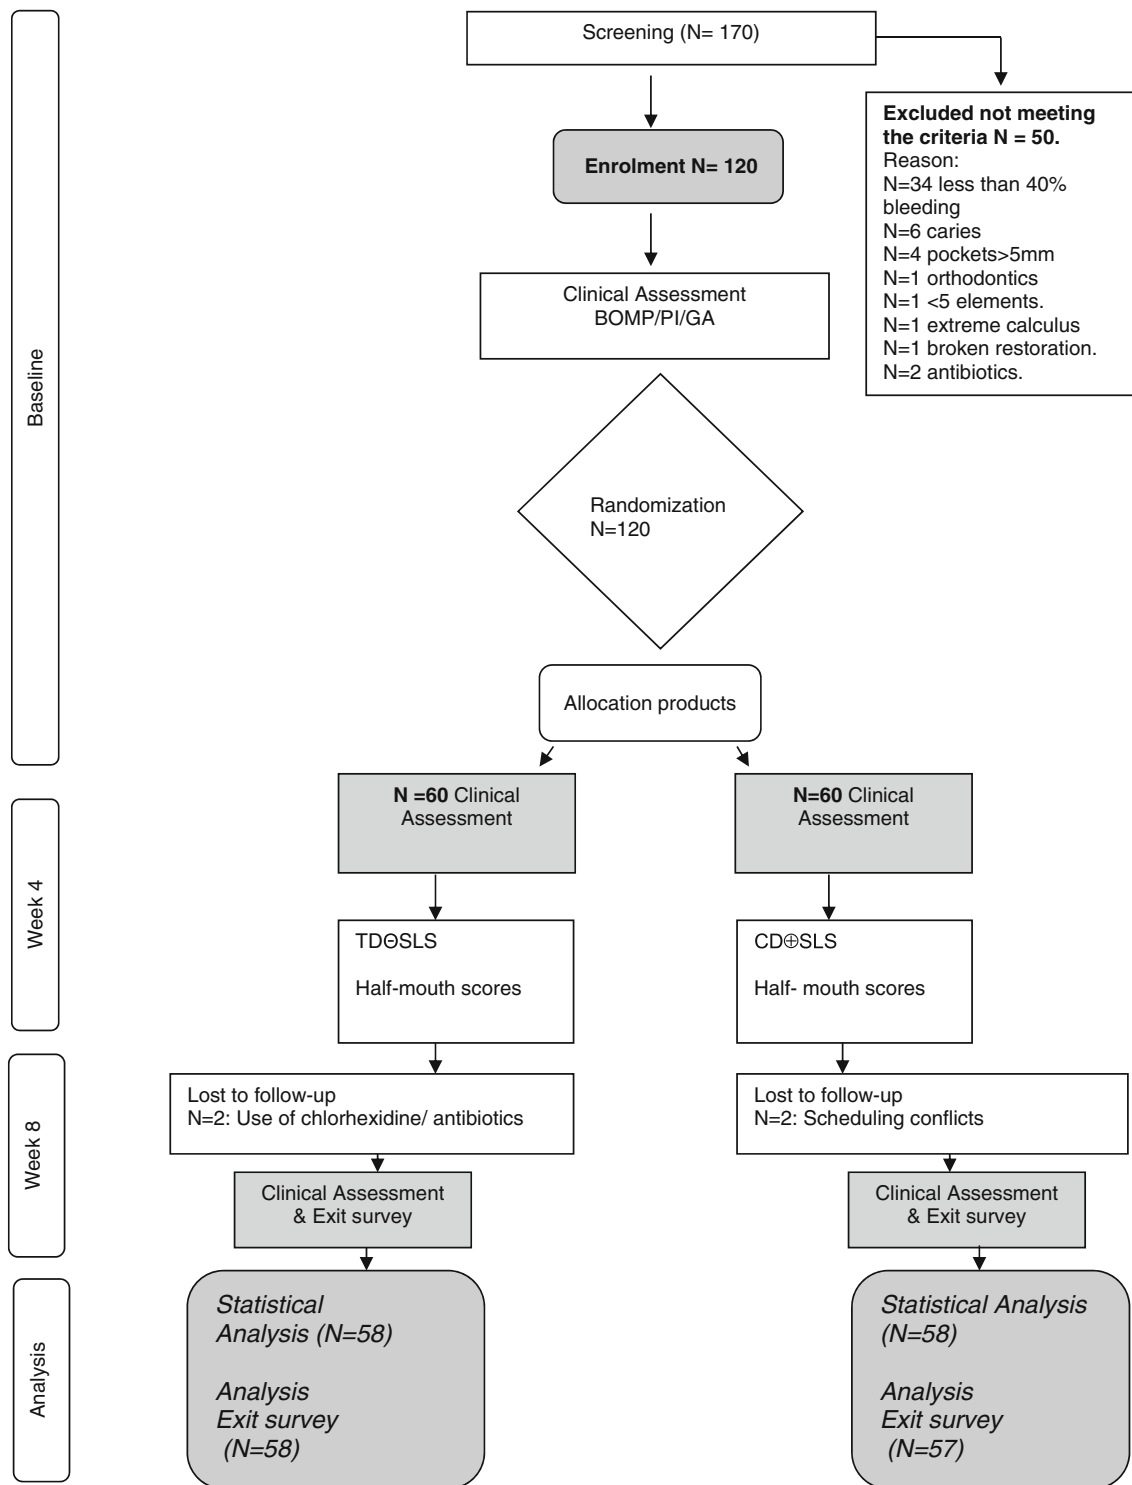 Screening (N= 170)
Excluded not meeting
the criteria N = 50.
Reason:
N=34 less than 40%
bleeding
N=6 caries
N=4 pockets>5mm
N=1 orthodontics
N=1 <5 elements.
N=1 extreme calculus
N=1 broken restoration.
N=2 antibiotics.
Enrolment N= 120
Clinical Assessment
BOMP/PI/GA
Baseline
Randomization
N=120
Allocation products
N =60 Clinical
Assessment
N=60 Clinical
Assessment
Week 4
TD⊖SLS
Half-mouth scores
CD⊕SLS
Half- mouth scores
Week 8
Lost to follow-up
N=2: Use of chlorhexidine/ antibiotics
Lost to follow-up
N=2: Scheduling conflicts
Clinical Assessment
& Exit survey
Clinical Assessment
& Exit survey
Analysis
Statistical
Analysis (N=58)
Analysis
Exit survey
(N=58)
Statistical Analysis
(N=58)
Analysis
Exit survey
(N=57)